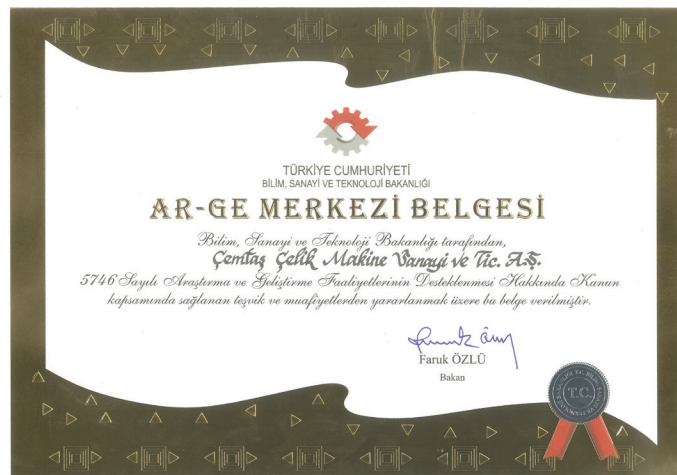 TÜRKİYE CUMHURİYETİ
BİLİM, SANAYİ VE TEKNOLOJİ BAKANLIĞI
AR-GE MERKEZİ BELGESİ
Bilim, Sanayi ve Teknoloji Bakanlığı tarafından,
Çemtaş Çelik Makine Sanayi ve Tic. A.Ş.
5746 Sayılı Araştırma ve Geliştirme Faaliyetlerinin Desteklenmesi Hakkında Kanun
kapsamında sağlanan teşvik ve muafiyetlerden yararlanmak üzere bu belge verilmiştir.
Faruk ÖZLÜ
Bakan
T.C.